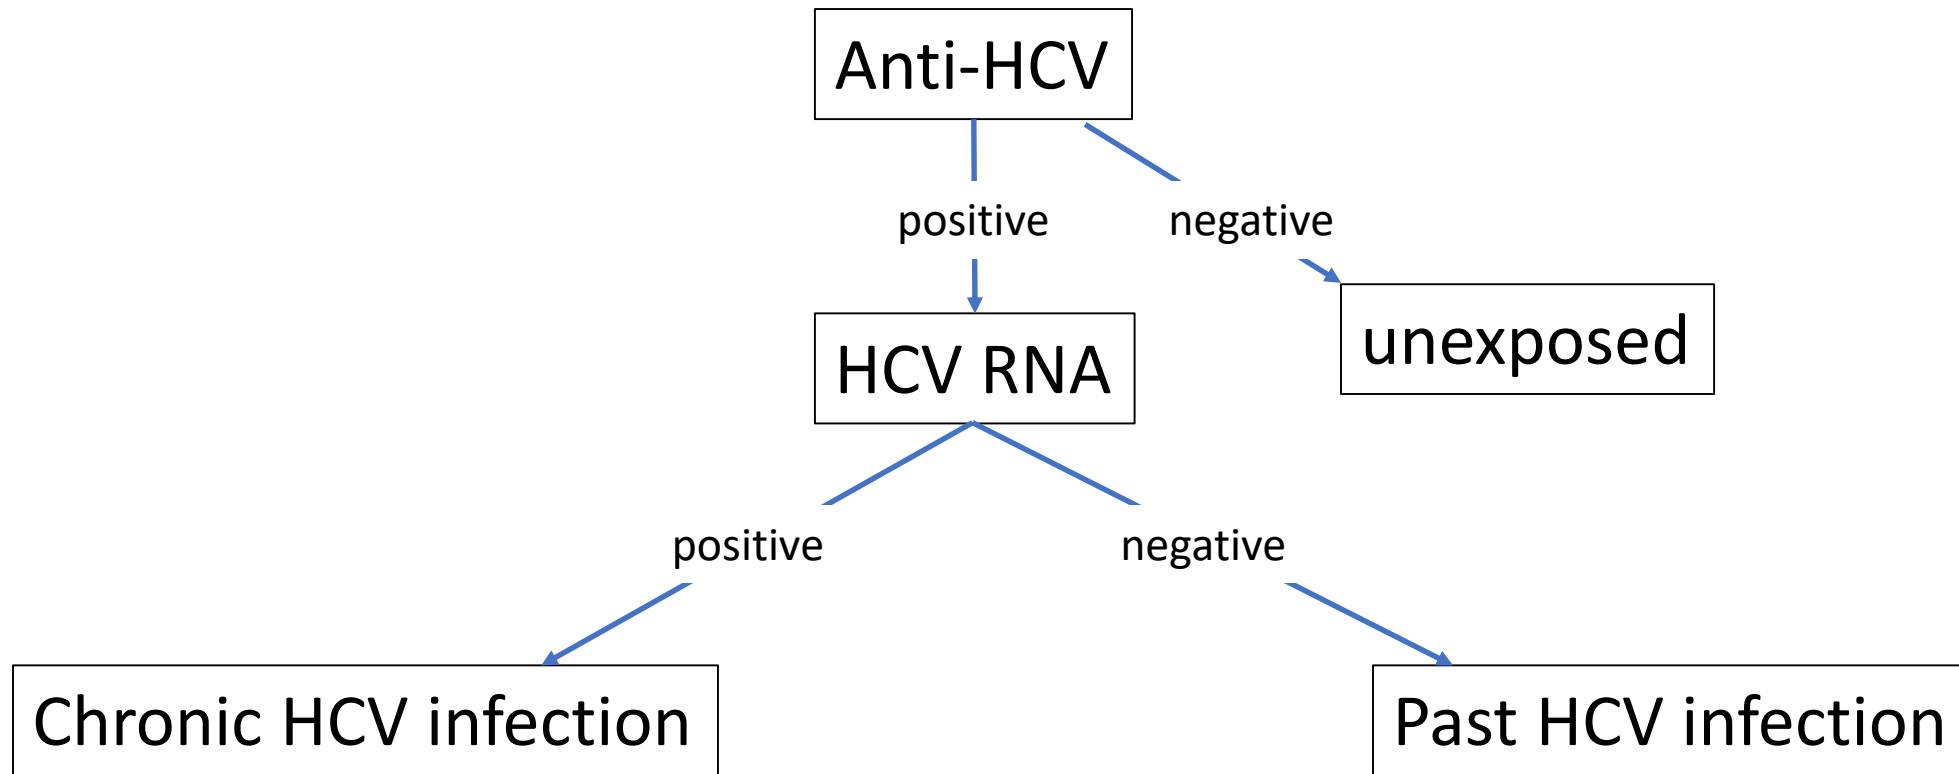 Anti-HCV
positive
negative
unexposed
HCV RNA
positive
negative
Chronic HCV infection
Past HCV infection